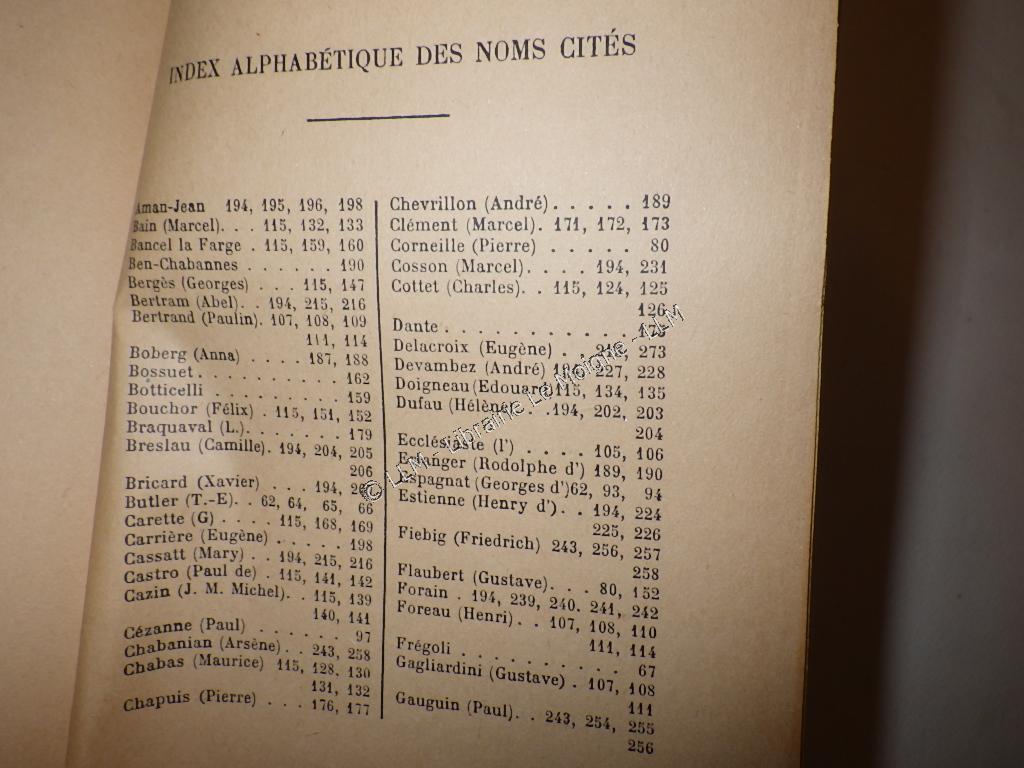 INDEX ALPHABÉTIQUE DES NOMS CITÉS
Aman-Jean 194, 195, 196, 198
Bain (Marcel). . . 115, 132, 133
Bancel la Farge . 115, 159, 160
Ben-Chabannes . . . . . . 190
Bergès (Georges) . . . 115, 147
Bertram (Abel). . 194, 215, 216
Bertrand (Paulin). 107, 108, 109
111, 114
Boberg (Anna) . . . . 187, 188
Bossuet. . . . . . . . . . 162
Botticelli . . . . . . . . . 159
Bouchor (Félix) . 115, 151, 152
Braquaval (L.). . . . . . . 179
Breslau (Camille). 194, 204, 205
206
Bricard (Xavier) . . . 194,
Butler (T.-E). . 62, 64, 65, 66
Carette (G) . . . . 115, 168, 169
Carrière (Eugène) . . . . . 198
Cassatt (Mary) . . 194, 215, 216
Castro (Paul de) . 115, 141, 142
Cazin (J. M. Michel). . 115, 139
140, 141
Cézanne (Paul) . . . . . . 97
Chabanian (Arsène). . 243, 258
Chabas (Maurice) 115, 128, 130
131, 132
Chapuis (Pierre) . . . 176, 177
Chevrillon (André). . . . . 189
Clément (Marcel). 171, 172, 173
Corneille (Pierre) . . . . . 80
Cosson (Marcel). . . . 194, 231
Cottet (Charles). . 115, 124, 125
126
Dante . . . . . . . . . . .
Delacroix (Eugène) . . 273
Devambez (André) 194, 227, 228
Doigneau (Edouard) 115, 134, 135
Dufau (Hélène) . .194, 202, 203
204
Ecclésiaste (l') . . . . 105, 106
Erlanger (Rodolphe d') 189, 190
Espagnat (Georges d')62, 93, 94
Estienne (Henry d'). . 194, 224
225, 226
Fiebig (Friedrich) 243, 256, 257
258
Flaubert (Gustave). . . 80, 152
Forain . 194, 239, 240. 241, 242
Foreau (Henri). . 107, 108, 110
111, 114
Frégoli . . . . . . . . . . 67
Gagliardini (Gustave) . 107, 108
111
Gauguin (Paul). . 243, 254, 255
256
© LLM - Librairie Le Moigne - LLM